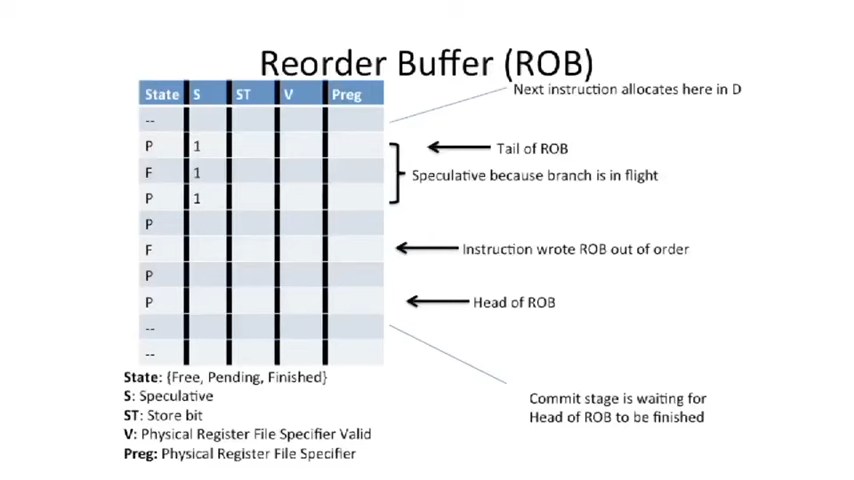 Reorder Buffer (ROB)
State S ST V Preg
Next instruction allocates here in D
--
P 1
Tail of ROB
F 1
Speculative because branch is in flight
P 1
P
F
Instruction wrote ROB out of order
P
P
Head of ROB
--
--
State: {Free, Pending, Finished}
S: Speculative
ST: Store bit
V: Physical Register File Specifier Valid
Preg: Physical Register File Specifier
Commit stage is waiting for
Head of ROB to be finished